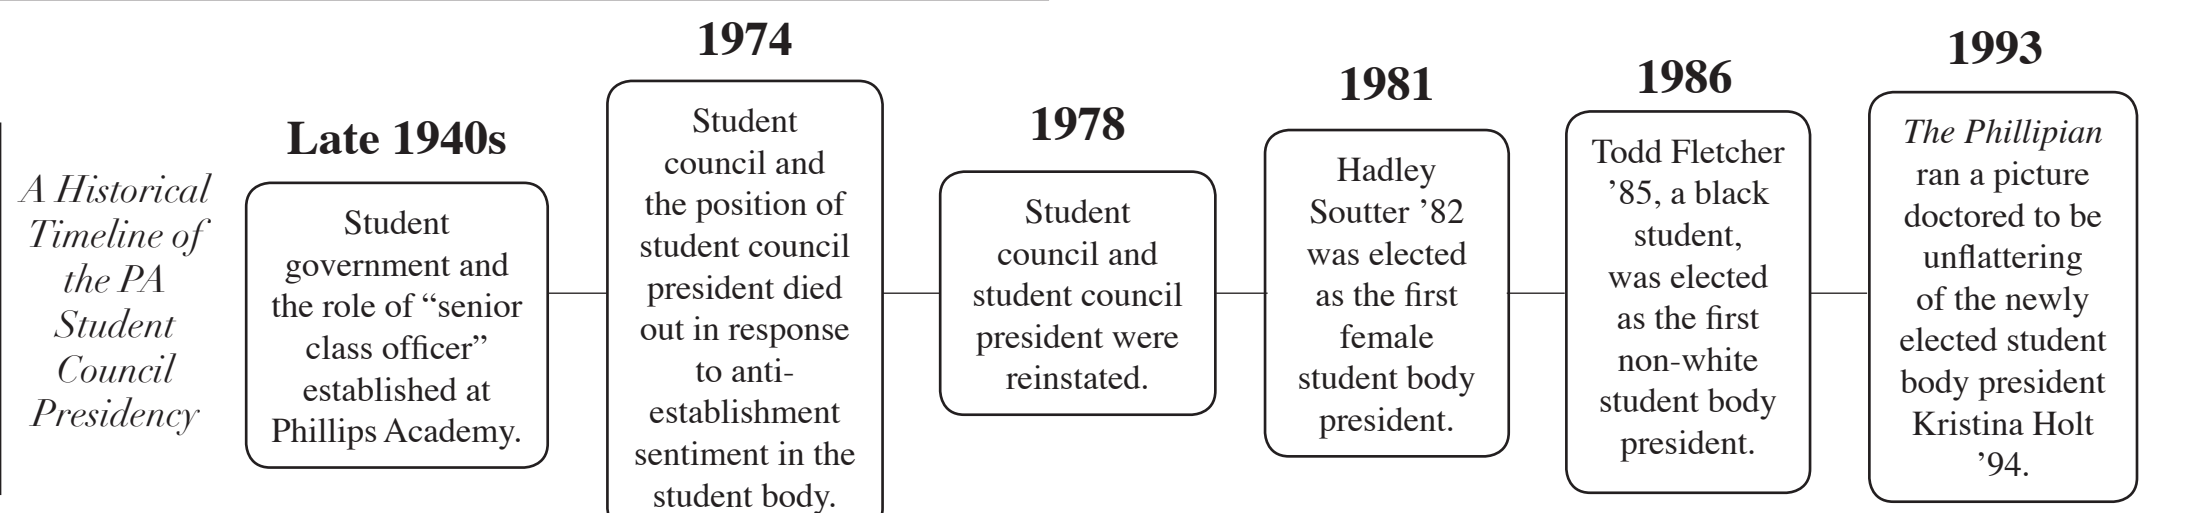 A Historical
Timeline of
the PA
Student
Council
Presidency
Late 1940s
Student
government and
the role of “senior
class officer”
established at
Phillips Academy.
1974
Student
council and
the position of
student council
president died
out in response
to anti-
establishment
sentiment in the
student body.
1978
Student
council and
student council
president were
reinstated.
1981
Hadley
Soutter ’82
was elected
as the first
female
student body
president.
1986
Todd Fletcher
’85, a black
student,
was elected
as the first
non-white
student body
president.
1993
The Phillipian
ran a picture
doctored to be
unflattering
of the newly
elected student
body president
Kristina Holt
’94.